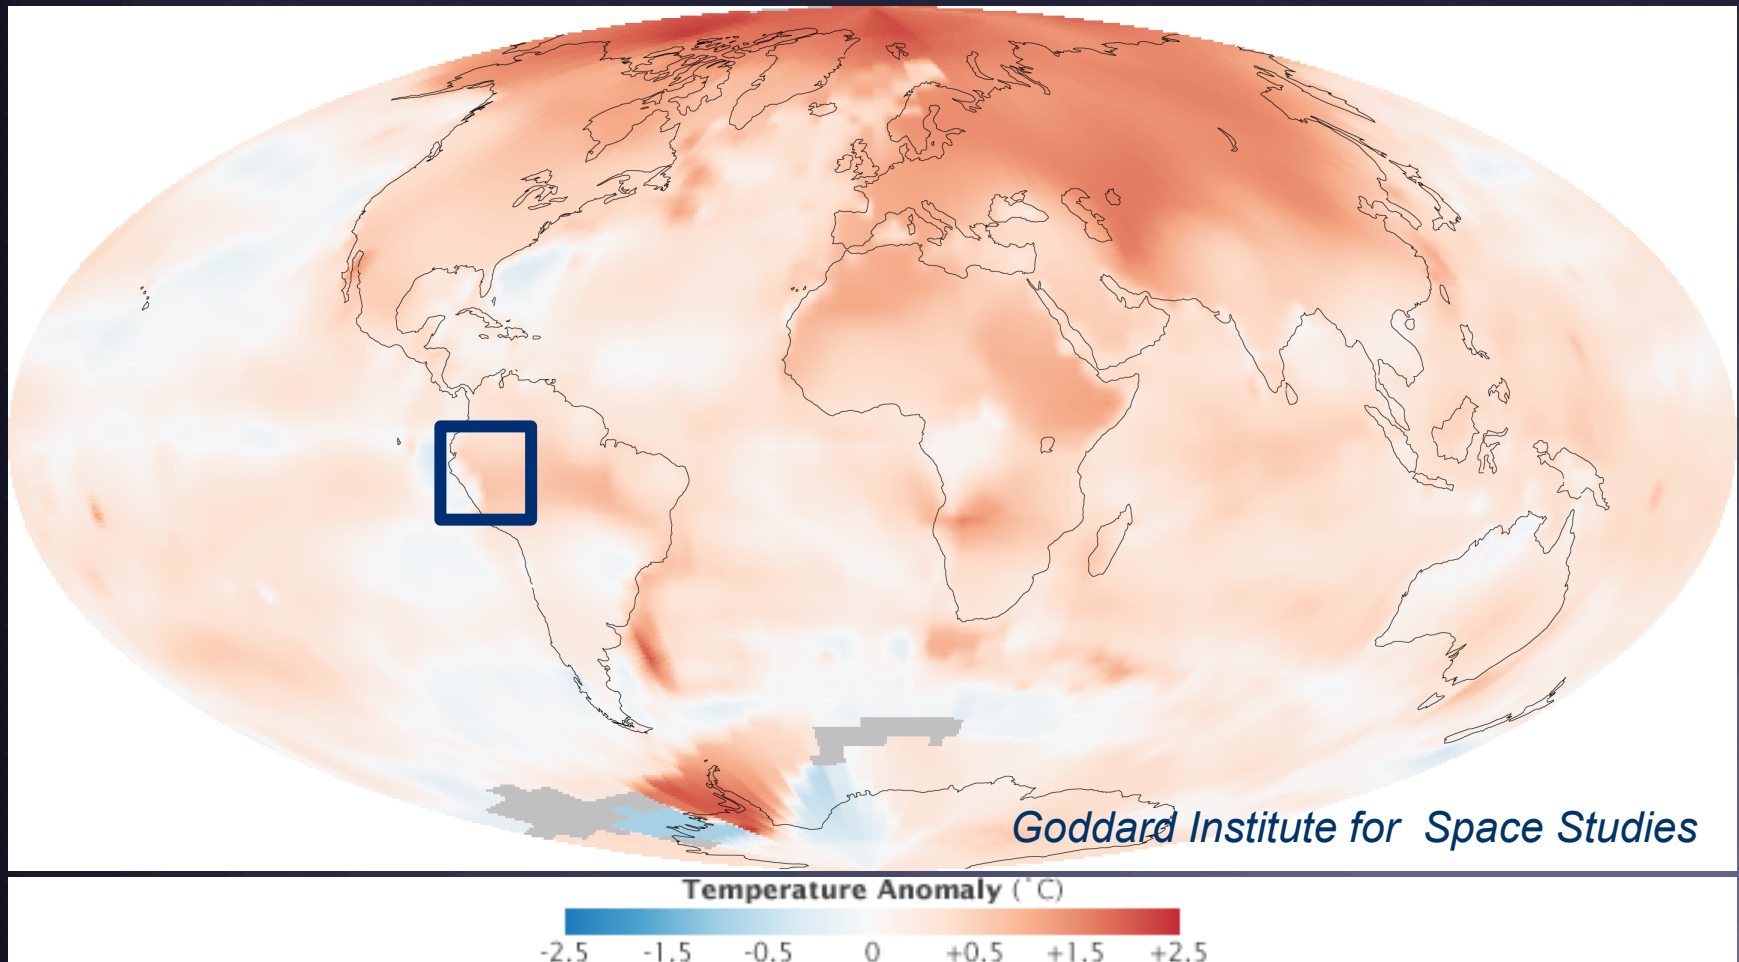 Goddard Institute for Space Studies
Temperature Anomaly (˚C)
-2.5 -1.5 -0.5 0 +0.5 +1.5 +2.5